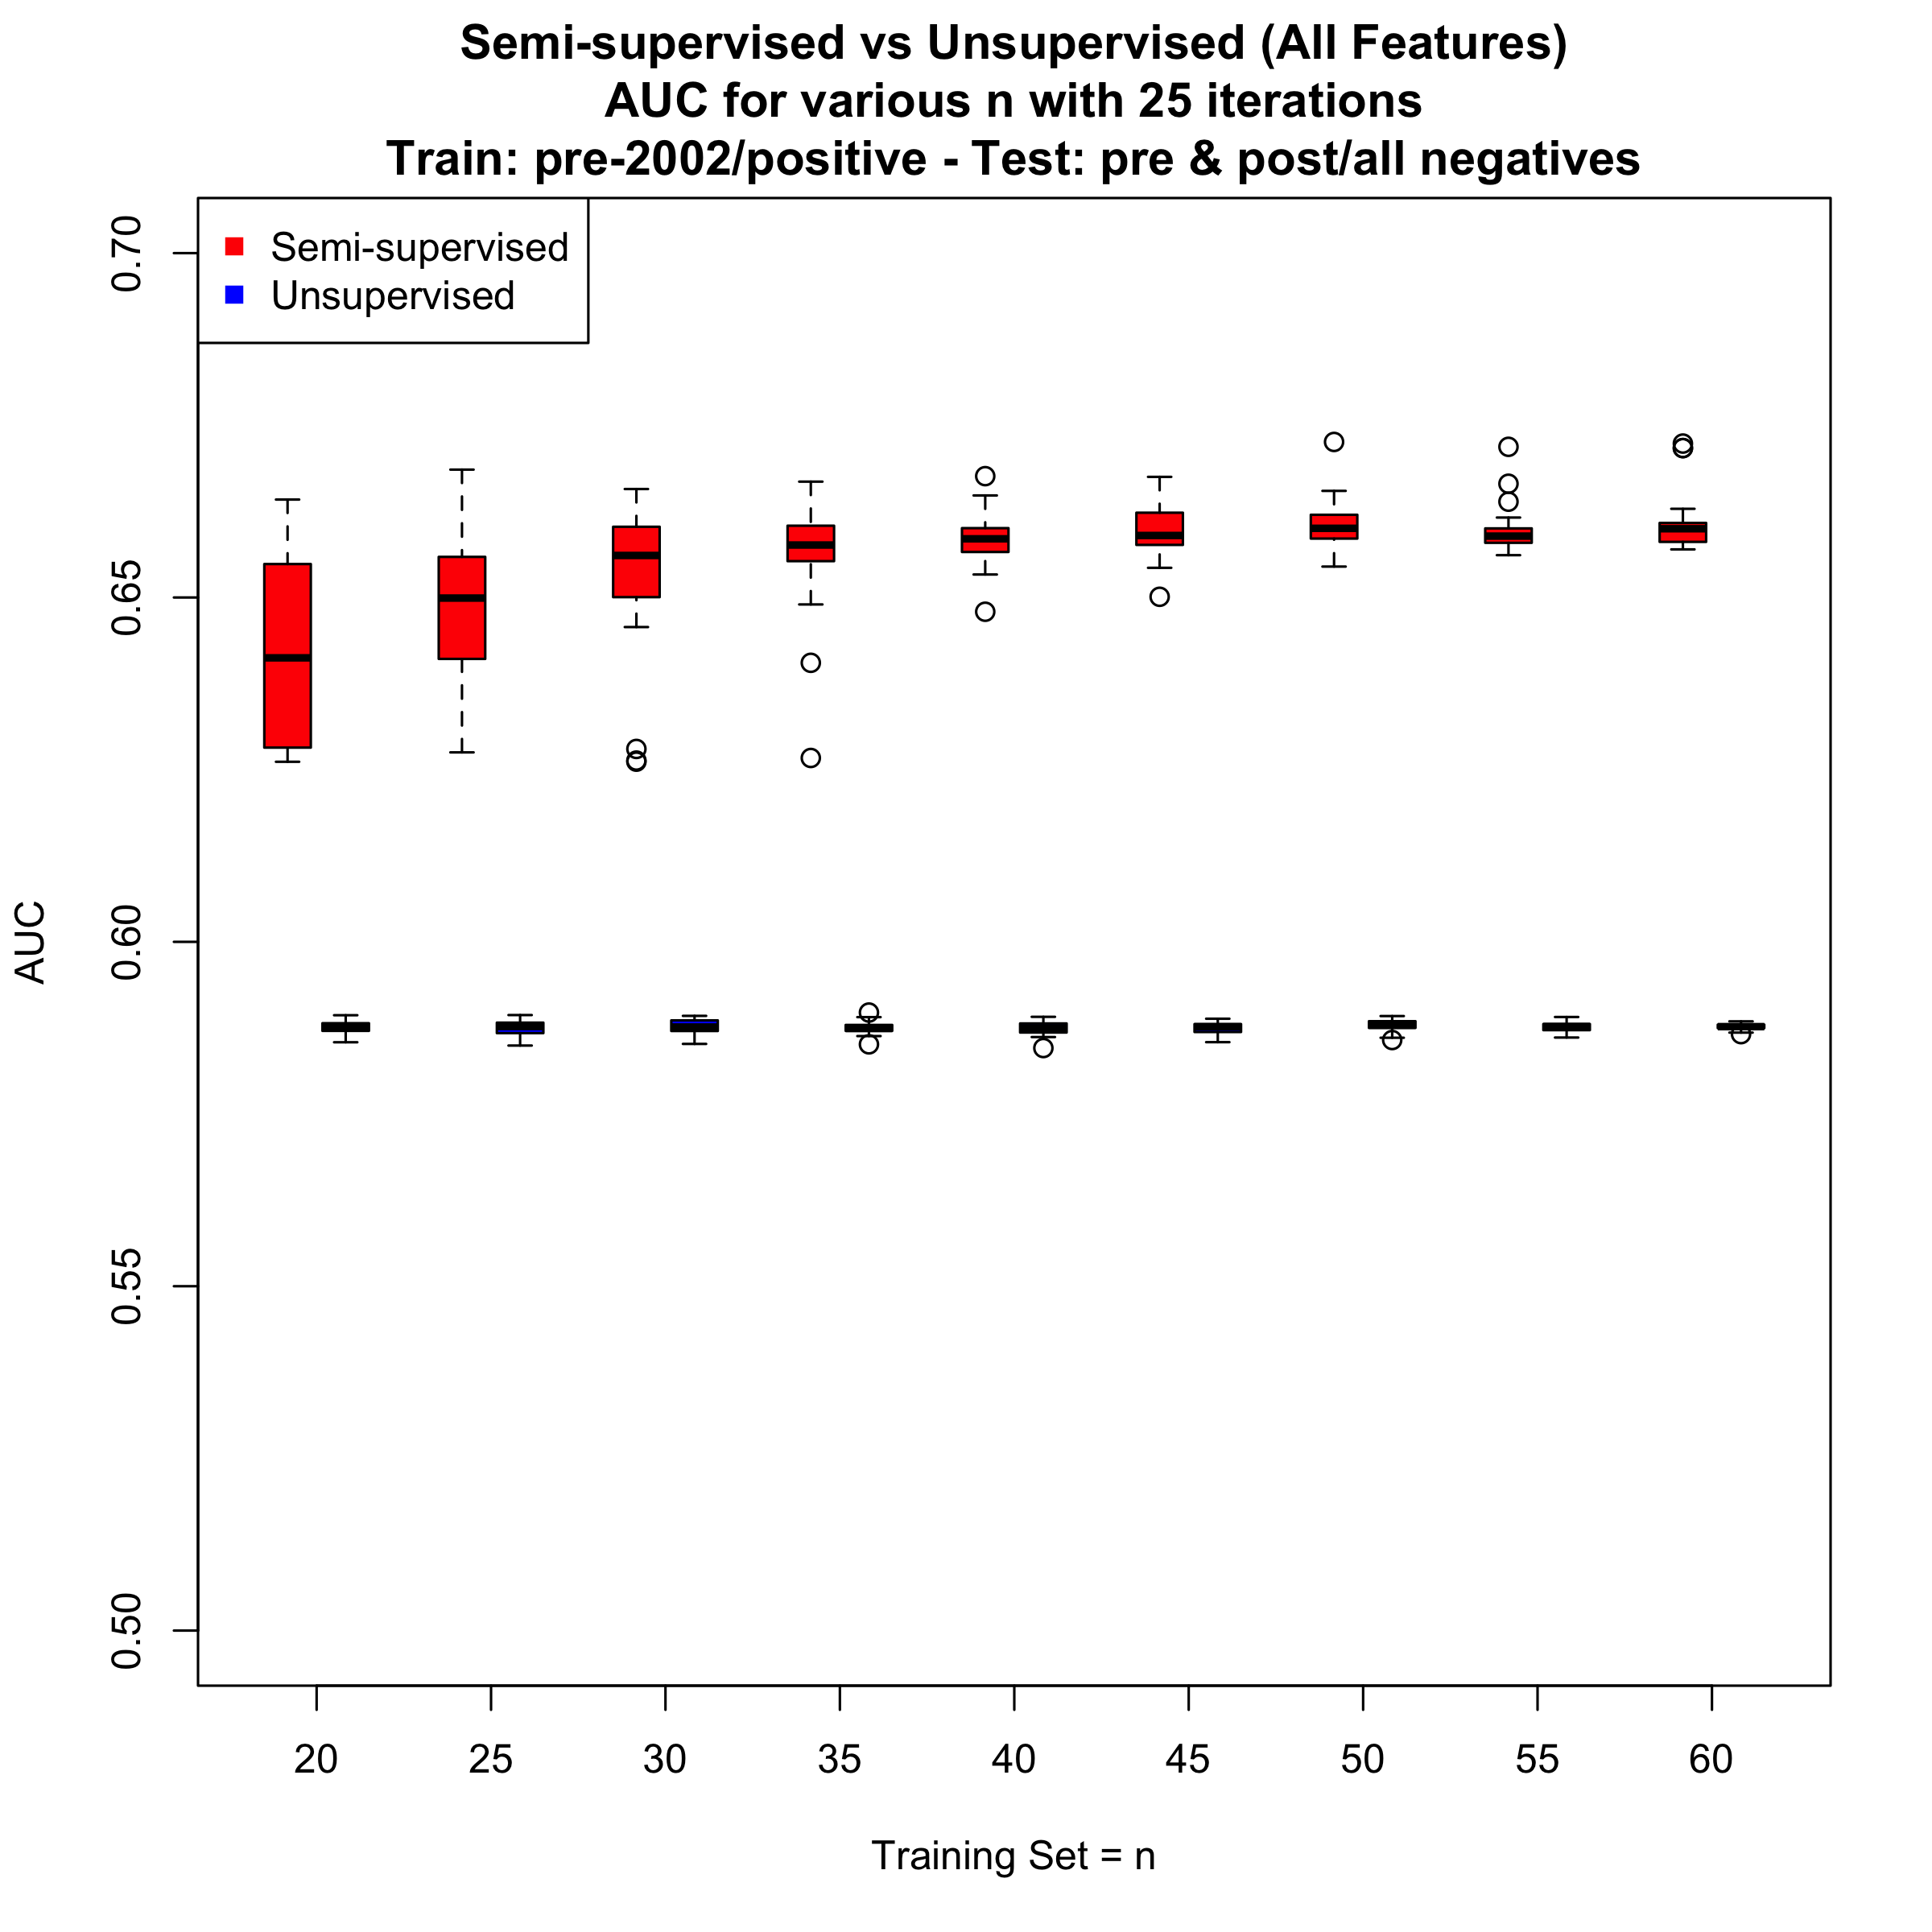 Semi-supervised vs Unsupervised (All Features)
AUC for various n with 25 iterations
Train: pre-2002/positive - Test: pre & post/all negatives
Semi-supervised
Unsupervised
0.70
0.65
0.60
0.55
0.50
AUC
20 25 30 35 40 45 50 55 60
Training Set = n